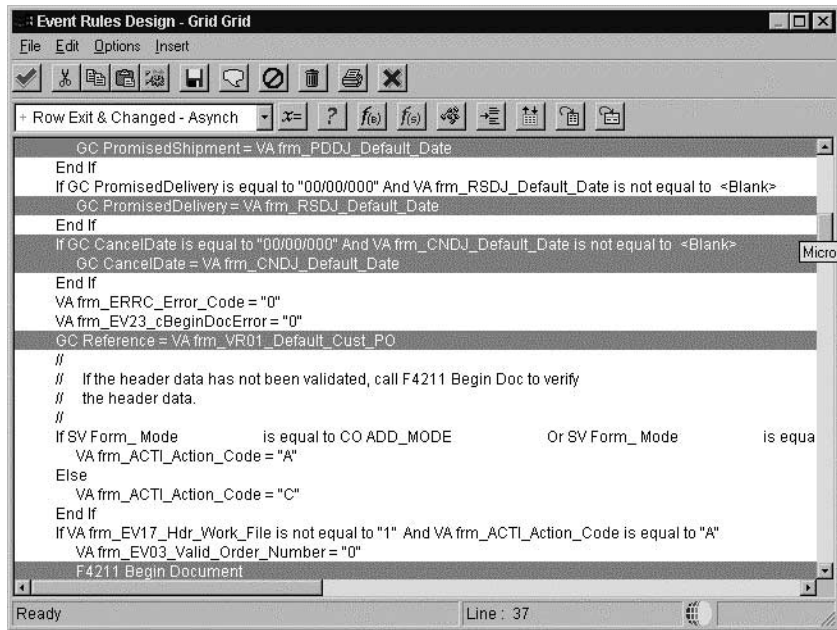 Event Rules Design - Grid Grid
File Edit Options Insert
+ Row Exit & Changed - Asynch x= ? f(B) f(S)
GC PromisedShipment = VA frm_PDDJ_Default_Date
End If
If GC PromisedDelivery is equal to "00/00/000" And VA frm_RSDJ_Default_Date is not equal to <Blank>
GC PromisedDelivery = VA frm_RSDJ_Default_Date
End If
If GC CancelDate is equal to "00/00/000" And VA frm_CNDJ_Default_Date is not equal to <Blank>
Micro
GC CancelDate = VA frm_CNDJ_Default_Date
End If
VA frm_ERRC_Error_Code = "0"
VA frm_EV23_cBeginDocError = "0"
GC Reference = VA frm_VR01_Default_Cust_PO
//
// If the header data has not been validated, call F4211 Begin Doc to verify
// the header data.
//
If SV Form_ Mode is equal to CO ADD_MODE Or SV Form_ Mode is equa
VA frm_ACTI_Action_Code = "A"
Else
VA frm_ACTI_Action_Code = "C"
End If
If VA frm_EV17_Hdr_Work_File is not equal to "1" And VA frm_ACTI_Action_Code is equal to "A"
VA frm_EV03_Valid_Order_Number = "0"
F4211 Begin Document
Ready Line : 37